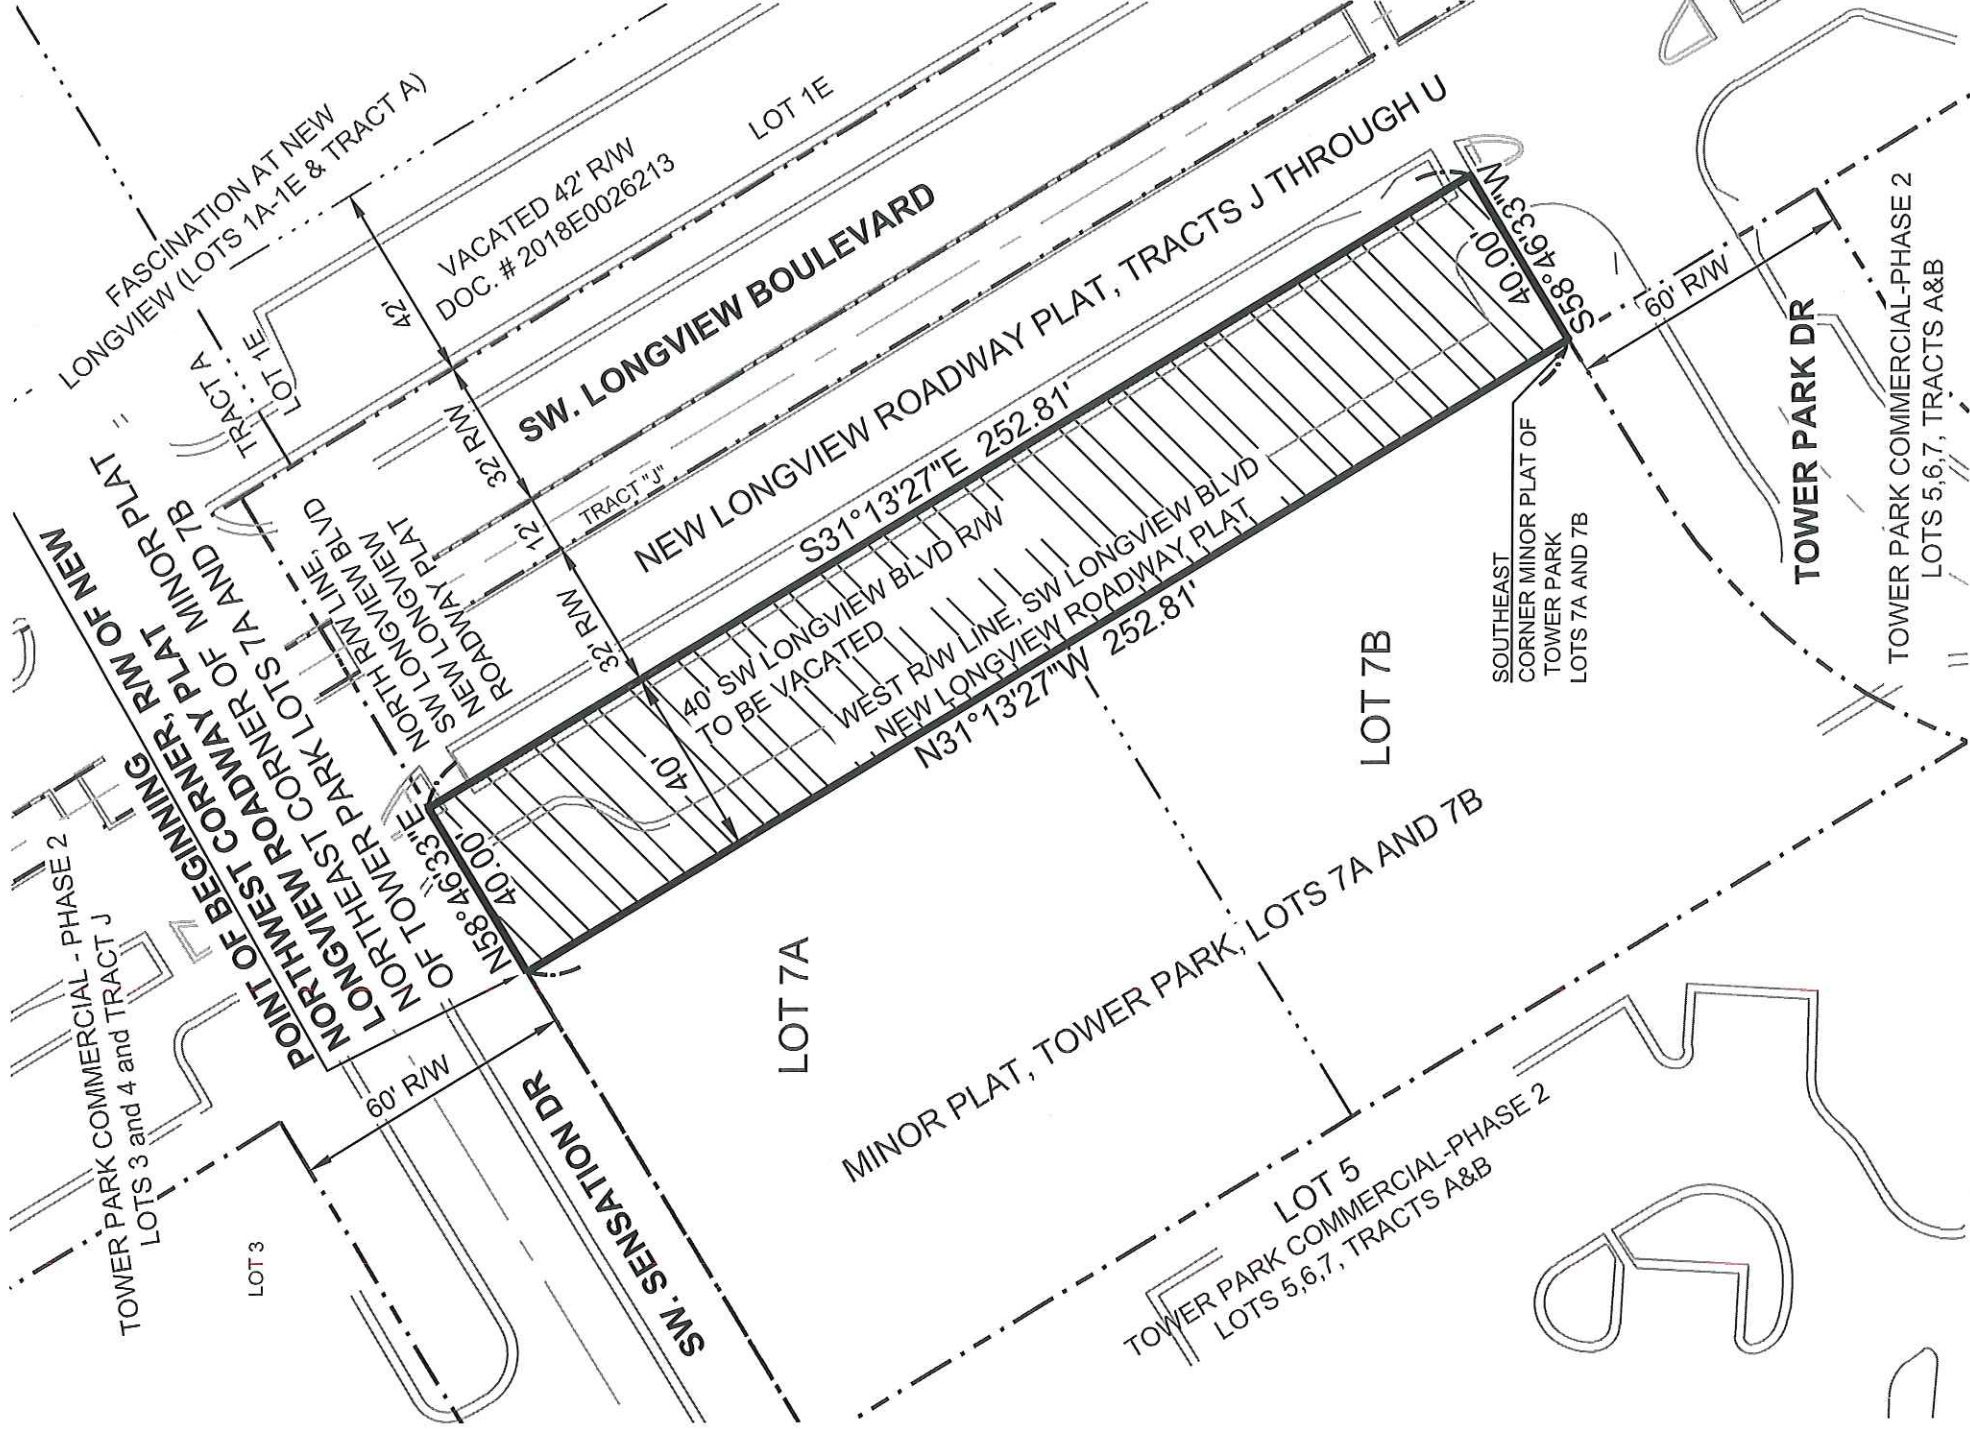 FASCINATION AT NEW
LONGVIEW (LOTS 1A-1E & TRACT A)
TRACT A
LOT 1E
42'
VACATED 42' R/W
DOC. # 2018E0026213
LOT 1E
SW. LONGVIEW BOULEVARD
32' R/W
12'
TRACT "J"
32' R/W
NEW LONGVIEW ROADWAY PLAT, TRACTS J THROUGH U
NORTH R/W LINE,
SW LONGVIEW BLVD
NEW LONGVIEW
ROADWAY PLAT
POINT OF BEGINNING
NORTHWEST CORNER, R/W OF NEW
LONGVIEW ROADWAY PLAT
NORTHEAST CORNER OF MINOR PLAT
OF TOWER PARK LOTS 7A AND 7B
S31°13'27"E 252.81'
40' SW LONGVIEW BLVD R/W
TO BE VACATED
40'
WEST R/W LINE, SW LONGVIEW BLVD
NEW LONGVIEW ROADWAY PLAT
N31°13'27"W 252.81'
N58°46'33"E
40.00'
S58°46'33"W
40.00'
60' R/W
TOWER PARK DR
TOWER PARK COMMERCIAL-PHASE 2
LOTS 5,6,7, TRACTS A&B
SOUTHEAST
CORNER MINOR PLAT OF
TOWER PARK
LOTS 7A AND 7B
LOT 7B
LOT 7A
MINOR PLAT, TOWER PARK, LOTS 7A AND 7B
TOWER PARK COMMERCIAL - PHASE 2
LOTS 3 and 4 and TRACT J
LOT 3
60' R/W
SW. SENSATION DR
LOT 5
TOWER PARK COMMERCIAL-PHASE 2
LOTS 5,6,7, TRACTS A&B